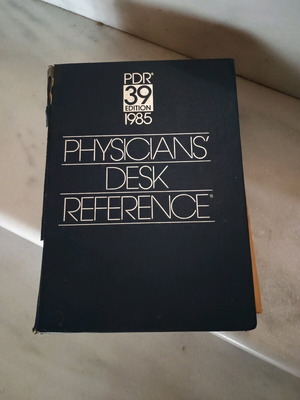 PDR®
39
EDITION
1985
PHYSICIANS'
DESK
REFERENCE®